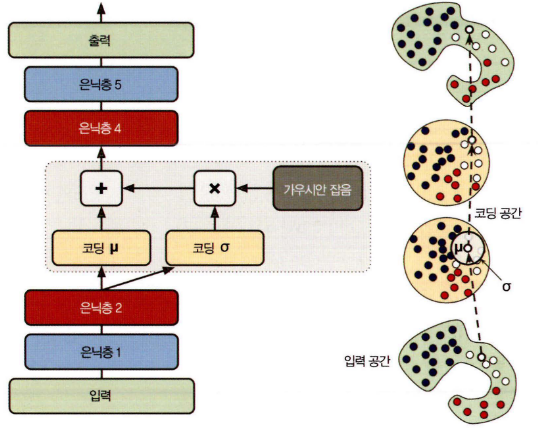 출력
은닉층 5
은닉층 4
+
×
가우시안 잡음
코딩 μ
코딩 σ
은닉층 2
은닉층 1
입력
코딩 공간
μ
σ
입력 공간